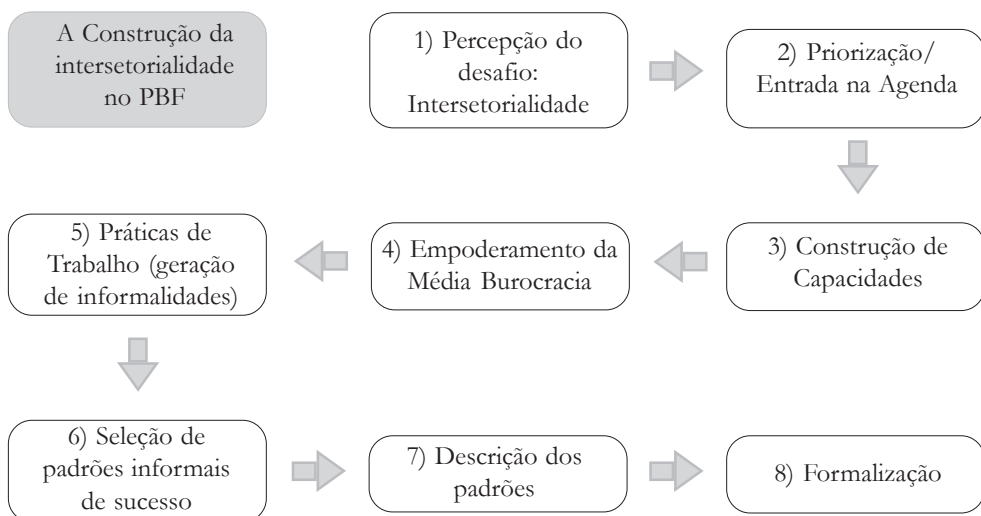 A Construção da
intersetorialidade
no PBF
1) Percepção do
desafio:
Intersetorialidade
2) Priorização/
Entrada na Agenda
3) Construção de
Capacidades
4) Empoderamento da
Média Burocracia
5) Práticas de
Trabalho (geração
de informalidades)
6) Seleção de
padrões informais
de sucesso
7) Descrição dos
padrões
8) Formalização